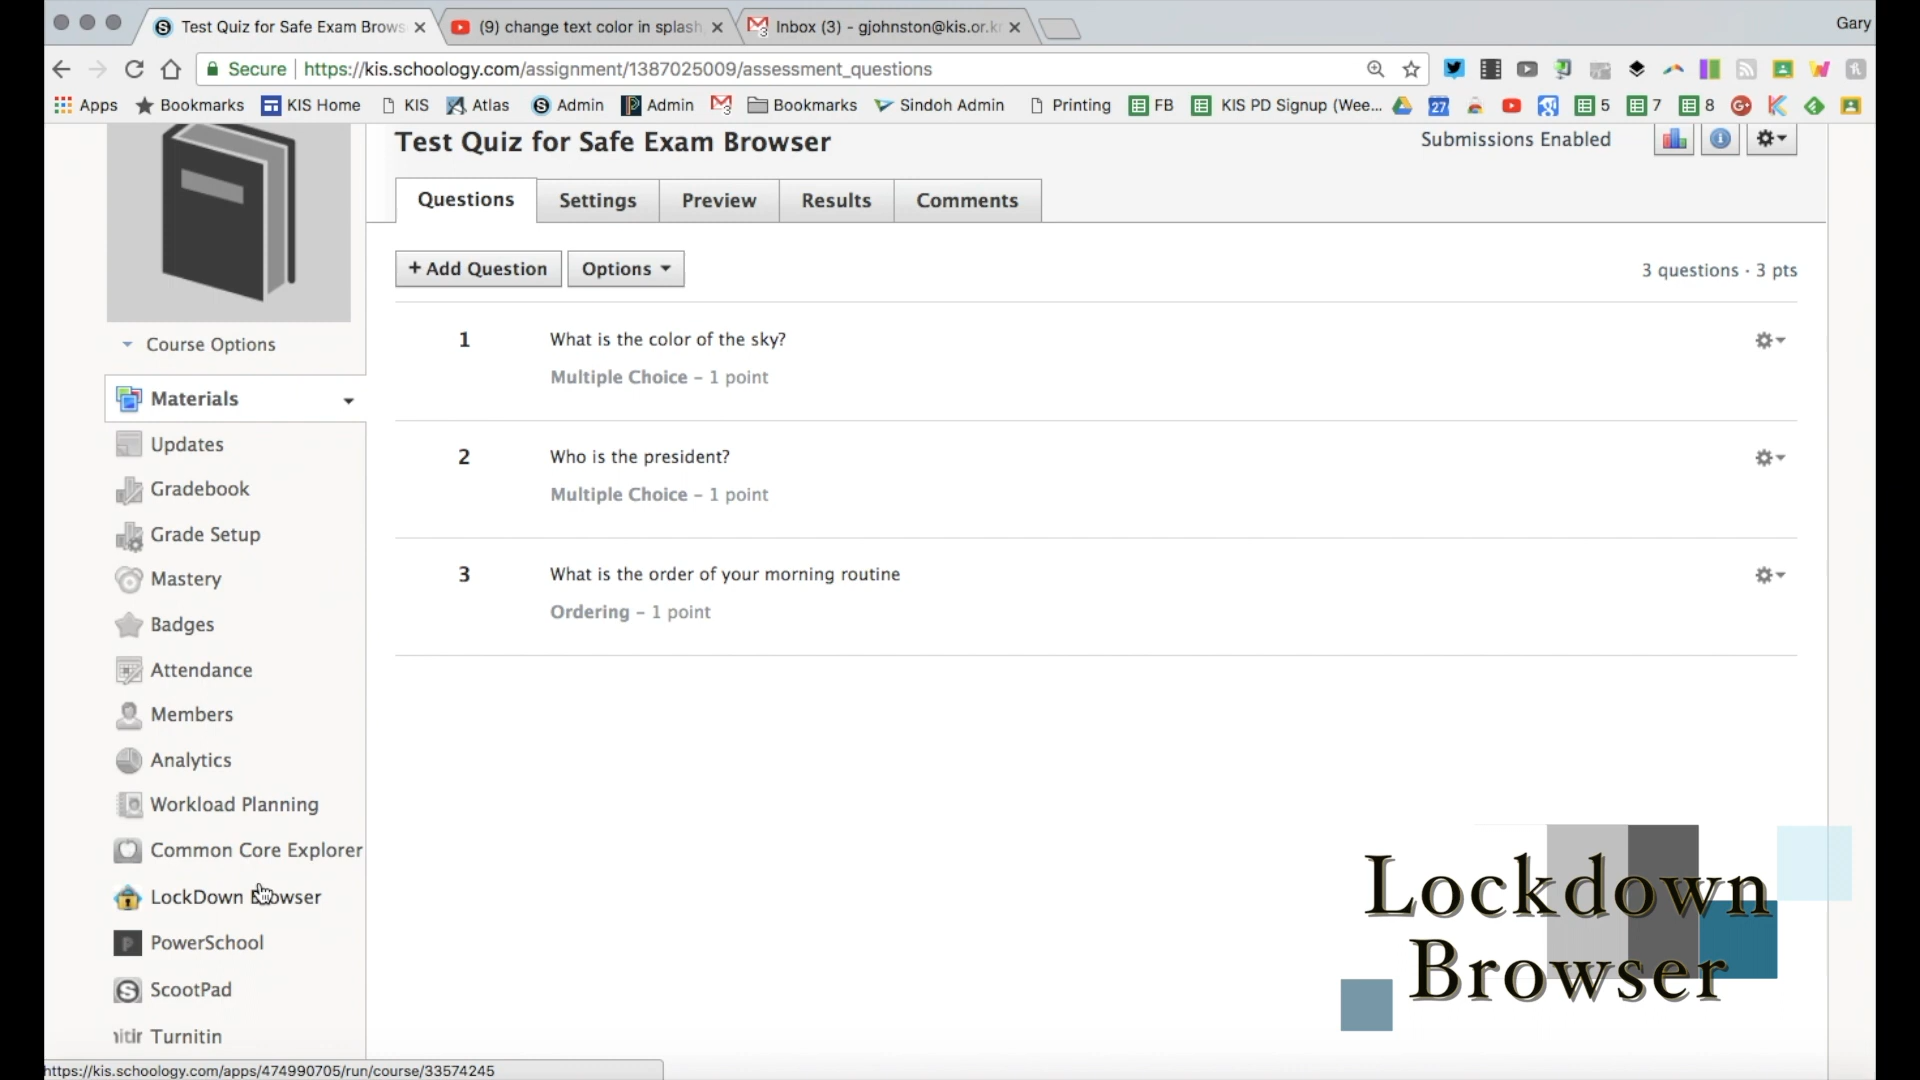 Test Quiz for Safe Exam Brows
(9) change text color in splash
Inbox (3) - gjohnston@kis.or.kr
Gary
Secure
https://kis.schoology.com/assignment/1387025009/assessment_questions
Apps
Bookmarks
KIS Home
KIS
Atlas
Admin
Admin
Bookmarks
Sindoh Admin
Printing
FB
KIS PD Signup (Wee...
27
5
7
8
Test Quiz for Safe Exam Browser
Submissions Enabled
Questions
Settings
Preview
Results
Comments
+ Add Question
Options
3 questions · 3 pts
1
What is the color of the sky?
Multiple Choice – 1 point
2
Who is the president?
Multiple Choice – 1 point
3
What is the order of your morning routine
Ordering – 1 point
Course Options
Materials
Updates
Gradebook
Grade Setup
Mastery
Badges
Attendance
Members
Analytics
Workload Planning
Common Core Explorer
LockDown Browser
PowerSchool
ScootPad
Turnitin
https://kis.schoology.com/apps/474990705/run/course/33574245
Lockdown
Browser